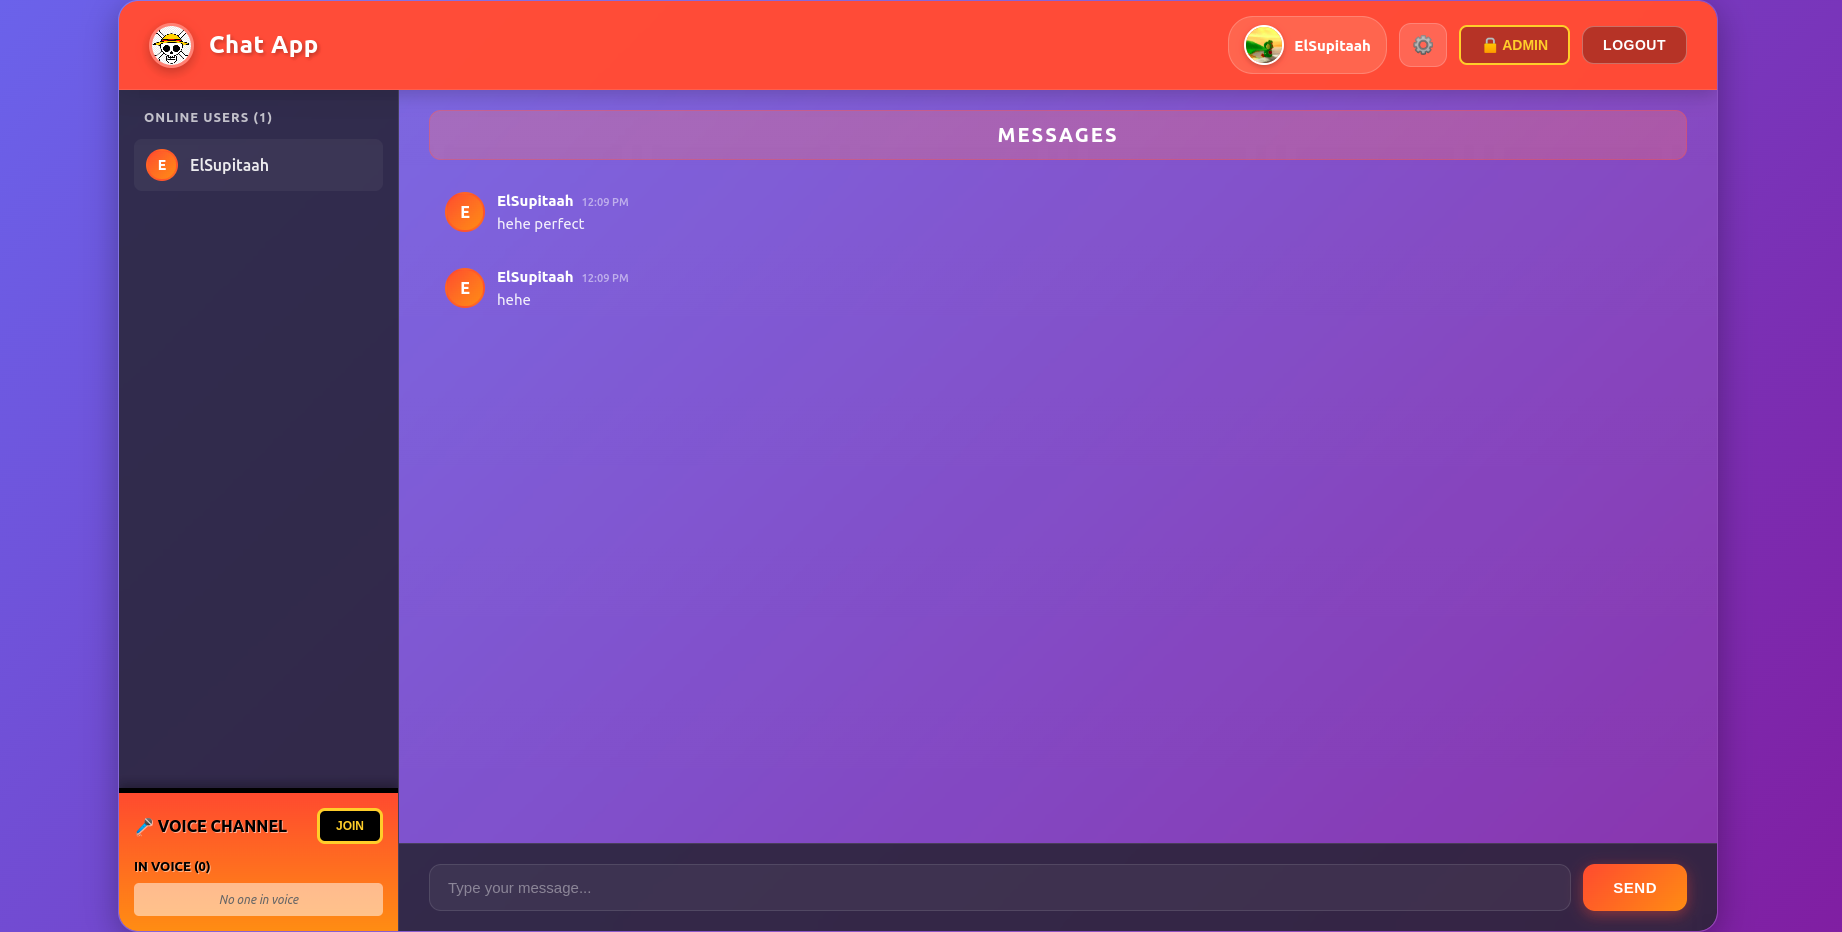 Chat App
ElSupitaah
ADMIN
LOGOUT
ONLINE USERS (1)
E
ElSupitaah
MESSAGES
E
ElSupitaah 12:09 PM
hehe perfect
E
ElSupitaah 12:09 PM
hehe
VOICE CHANNEL
JOIN
IN VOICE (0)
No one in voice
Type your message...
SEND